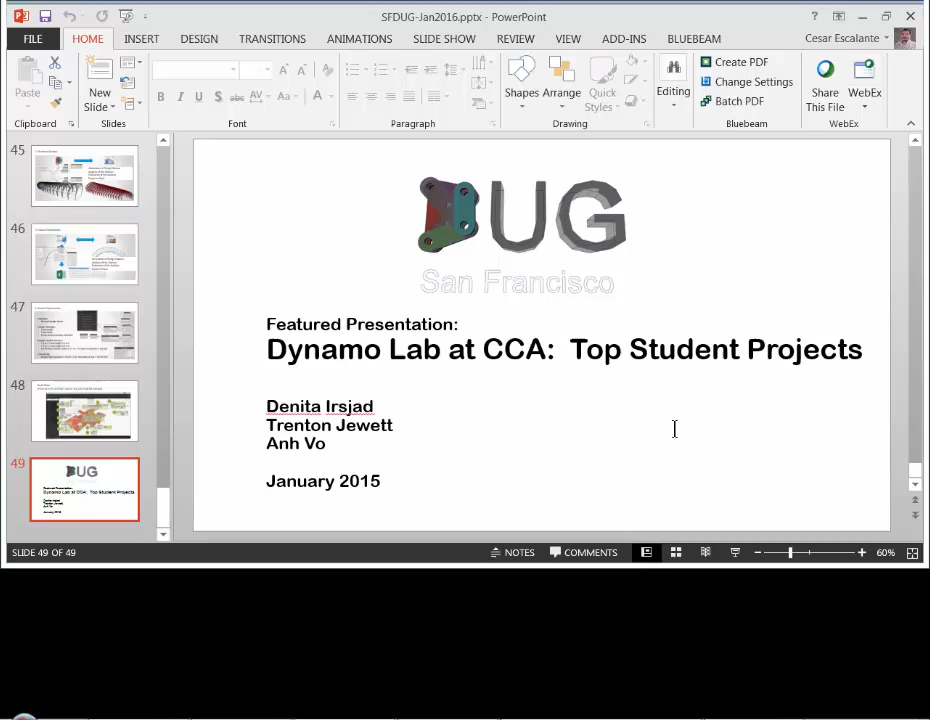 SFDUG-Jan2016.pptx - PowerPoint
FILE HOME INSERT DESIGN TRANSITIONS ANIMATIONS SLIDE SHOW REVIEW VIEW ADD-INS BLUEBEAM Cesar Escalante
Paste
New
Slide
Shapes Arrange Quick
Styles
Editing
Create PDF
Change Settings
Batch PDF
Share
This File
WebEx
Clipboard Slides Font Paragraph Drawing Bluebeam WebEx
45
46
47
48
49
DUG
San Francisco
Featured Presentation:
Dynamo Lab at CCA: Top Student Projects
Denita Irsjad
Trenton Jewett
Anh Vo
January 2015
SLIDE 49 OF 49 NOTES COMMENTS 60%